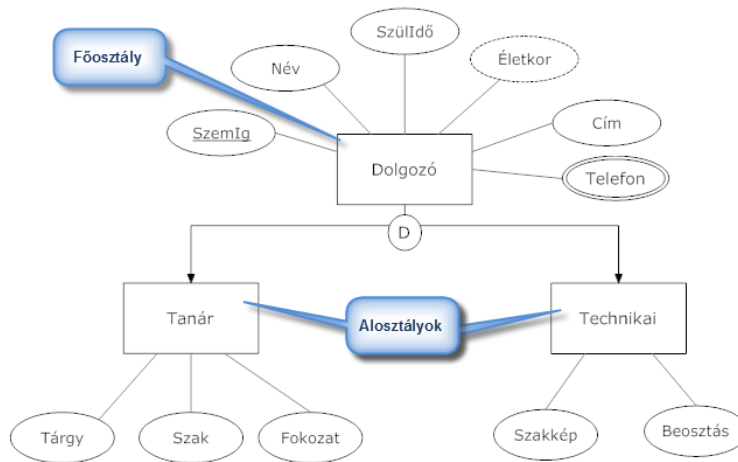 SzülIdő
Főosztály
Életkor
Név
SzemIg
Cím
Dolgozó
Telefon
D
Tanár
Alosztályok
Technikai
Tárgy
Szak
Fokozat
Szakkép
Beosztás